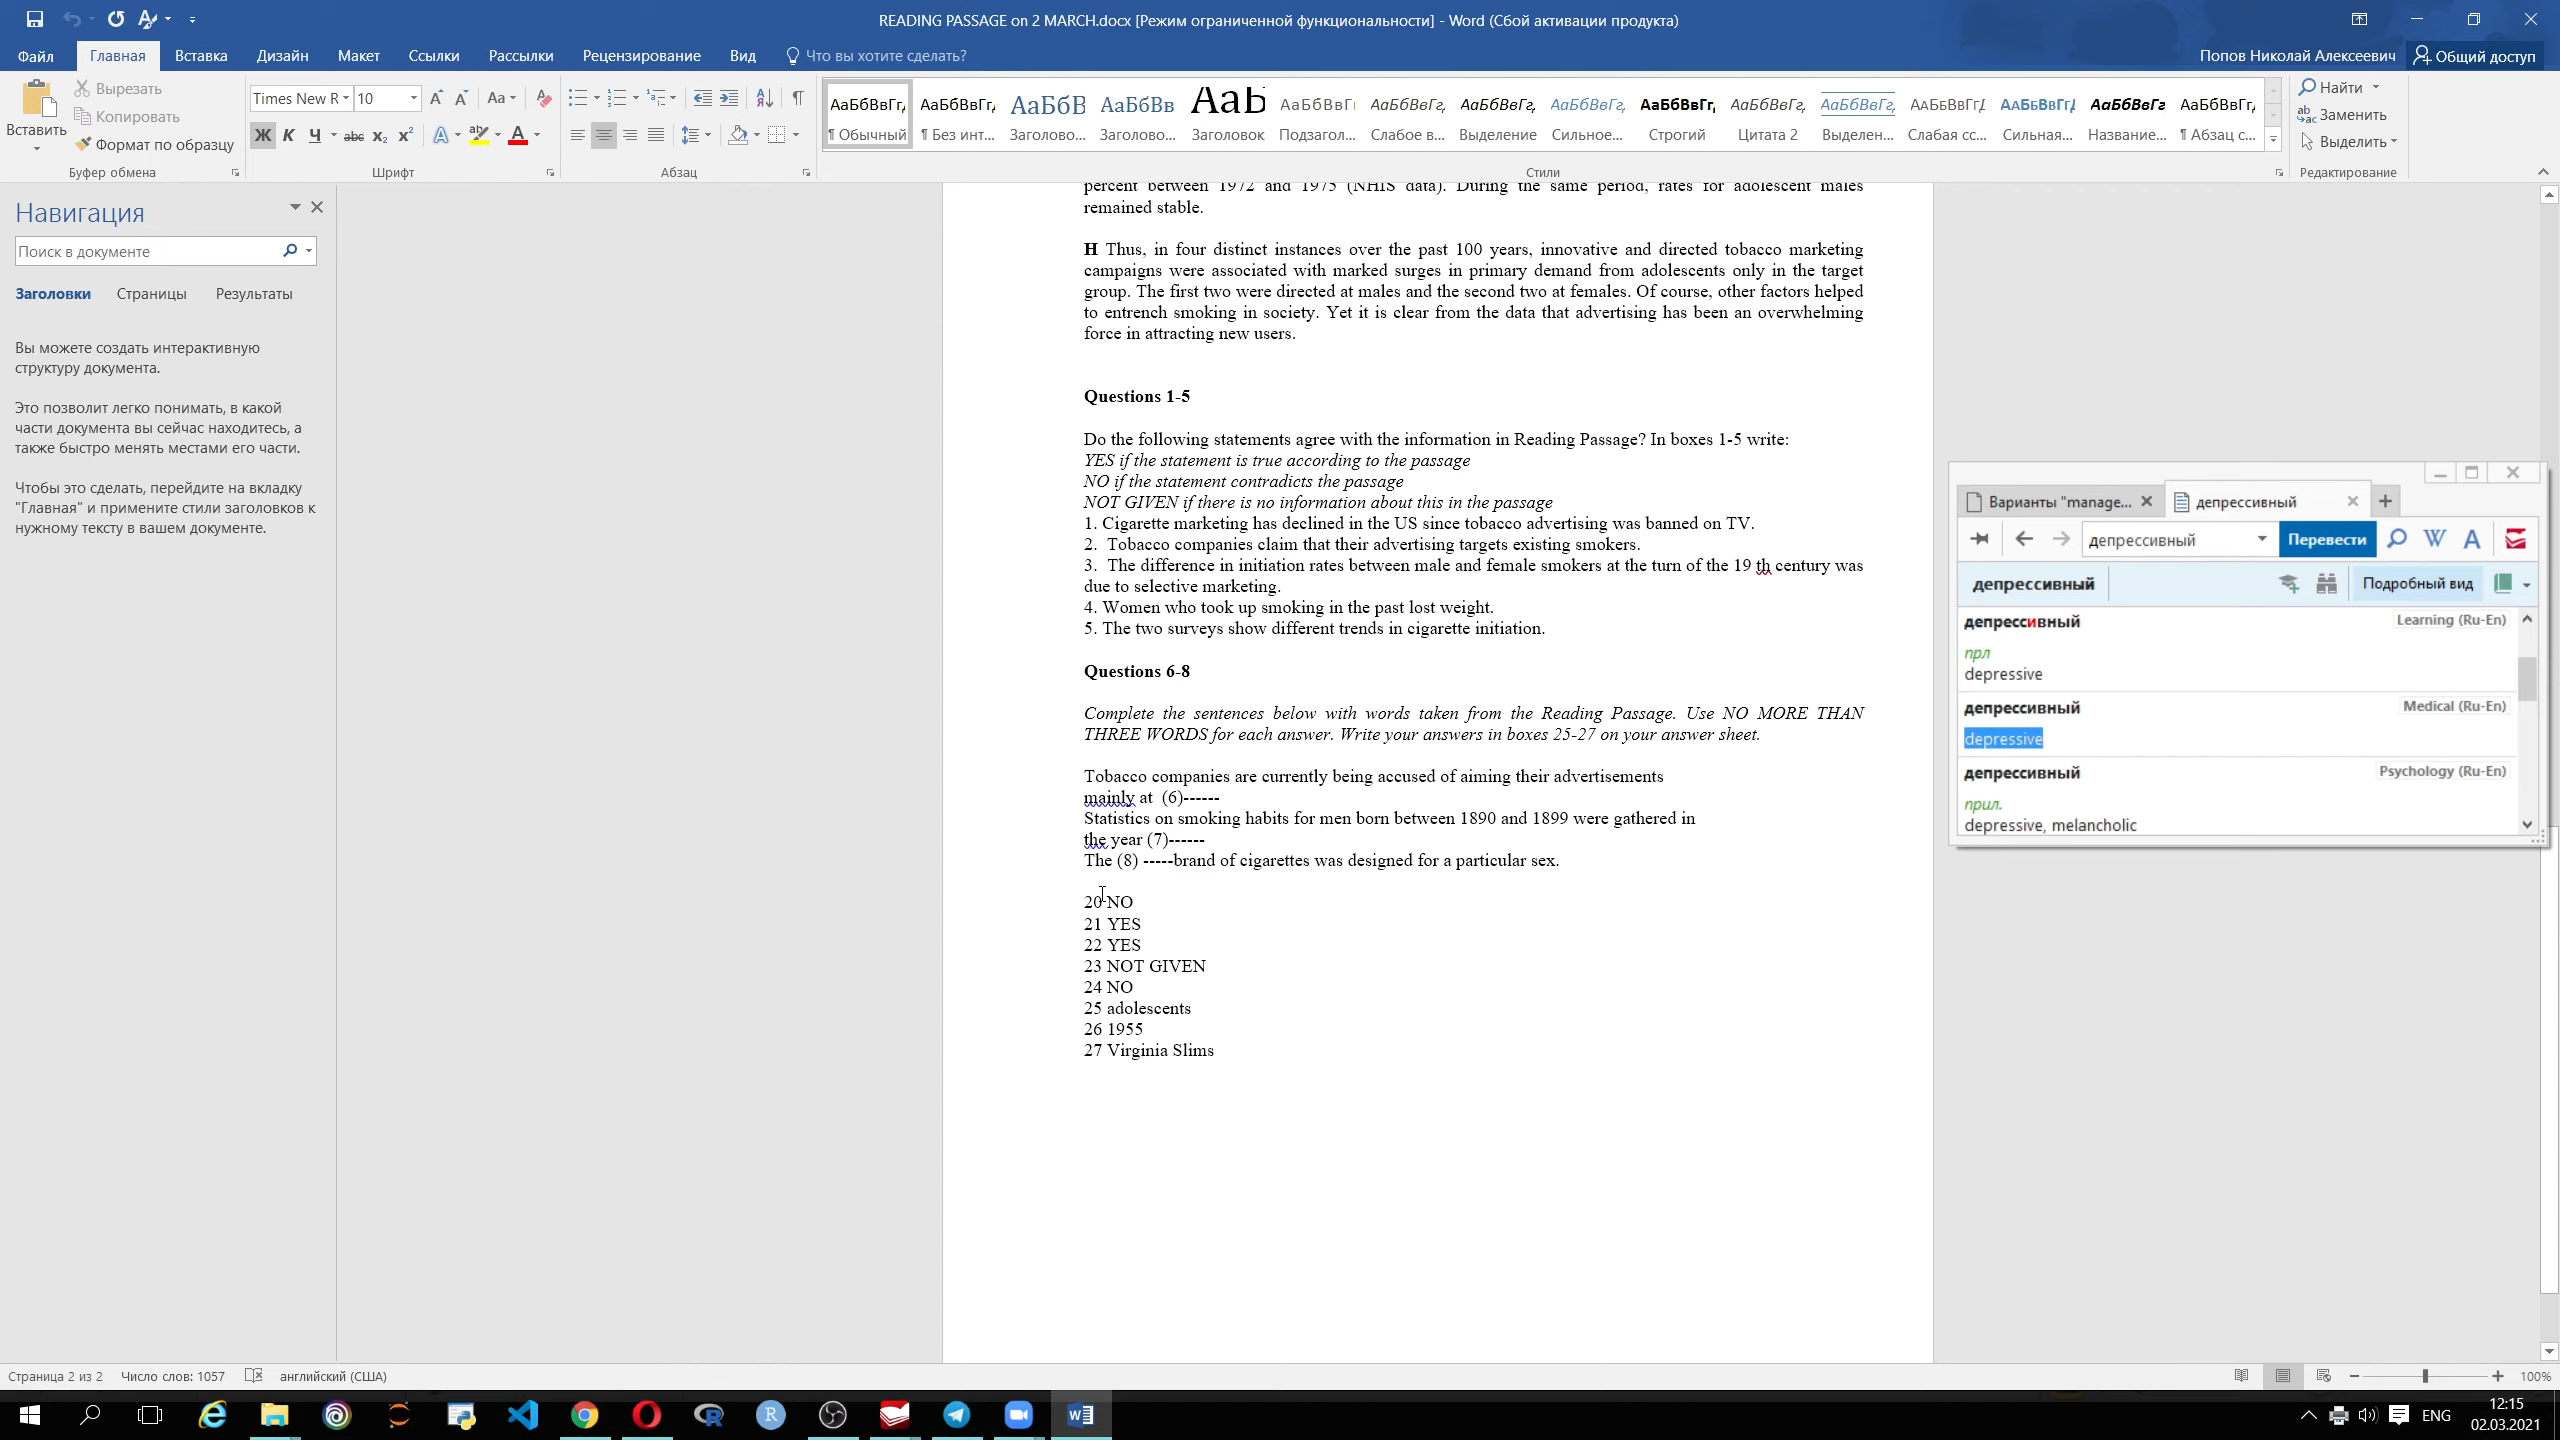 READING PASSAGE on 2 MARCH.docx [Режим ограниченной функциональности] - Word (Сбой активации продукта)
Файл Главная Вставка Дизайн Макет Ссылки Рассылки Рецензирование Вид Что вы хотите сделать? Попов Николай Алексеевич Общий доступ
Вставить
Вырезать
Копировать
Формат по образцу
Буфер обмена
Times New R 10
Шрифт
Абзац
АаБбВвГг, АаБбВвГг, АаБбВ АаБбВв АаБ АаБбВвГг АаБбВвГг, АаБбВвГг, АаБбВвГг, АаБбВвГг, АаБбВвГг, АаБбВвГг, АаБбВвГг АаБбВвГг АаБбВвГг АаБбВвГг,
¶ Обычный ¶ Без инт... Заголово... Заголово... Заголовок Подзагол... Слабое в... Выделение Сильное... Строгий Цитата 2 Выделен... Слабая сс... Сильная... Название... ¶ Абзац с...
Стили
Найти
Заменить
Выделить
Редактирование
Навигация
Поиск в документе
Заголовки Страницы Результаты
Вы можете создать интерактивную
структуру документа.
Это позволит легко понимать, в какой
части документа вы сейчас находитесь, а
также быстро менять местами его части.
Чтобы это сделать, перейдите на вкладку
"Главная" и примените стили заголовков к
нужному тексту в вашем документе.
percent between 1972 and 1975 (NHIS data). During the same period, rates for adolescent males
remained stable.
H Thus, in four distinct instances over the past 100 years, innovative and directed tobacco marketing
campaigns were associated with marked surges in primary demand from adolescents only in the target
group. The first two were directed at males and the second two at females. Of course, other factors helped
to entrench smoking in society. Yet it is clear from the data that advertising has been an overwhelming
force in attracting new users.
Questions 1-5
Do the following statements agree with the information in Reading Passage? In boxes 1-5 write:
YES if the statement is true according to the passage
NO if the statement contradicts the passage
NOT GIVEN if there is no information about this in the passage
1. Cigarette marketing has declined in the US since tobacco advertising was banned on TV.
2. Tobacco companies claim that their advertising targets existing smokers.
3. The difference in initiation rates between male and female smokers at the turn of the 19 th century was
due to selective marketing.
4. Women who took up smoking in the past lost weight.
5. The two surveys show different trends in cigarette initiation.
Questions 6-8
Complete the sentences below with words taken from the Reading Passage. Use NO MORE THAN
THREE WORDS for each answer. Write your answers in boxes 25-27 on your answer sheet.
Tobacco companies are currently being accused of aiming their advertisements
mainly at (6)------
Statistics on smoking habits for men born between 1890 and 1899 were gathered in
the year (7)------
The (8) -----brand of cigarettes was designed for a particular sex.
20 NO
21 YES
22 YES
23 NOT GIVEN
24 NO
25 adolescents
26 1955
27 Virginia Slims
Варианты "manage... депрессивный
депрессивный Перевести
депрессивный Подробный вид
депрессивный Learning (Ru-En)
прл
depressive
депрессивный Medical (Ru-En)
depressive
депрессивный Psychology (Ru-En)
прил.
depressive, melancholic
Страница 2 из 2 Число слов: 1057 английский (США) 100%
ENG
12:15
02.03.2021